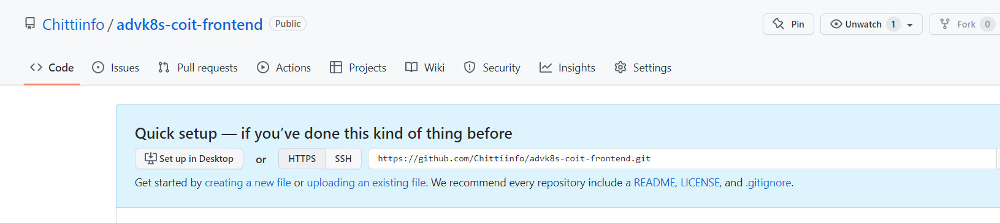 Chittiinfo / advk8s-coit-frontend Public Pin Unwatch 1 Fork 0
Code Issues Pull requests Actions Projects Wiki Security Insights Settings
Quick setup — if you’ve done this kind of thing before
Set up in Desktop or HTTPS SSH https://github.com/Chittiinfo/advk8s-coit-frontend.git
Get started by creating a new file or uploading an existing file. We recommend every repository include a README, LICENSE, and .gitignore.